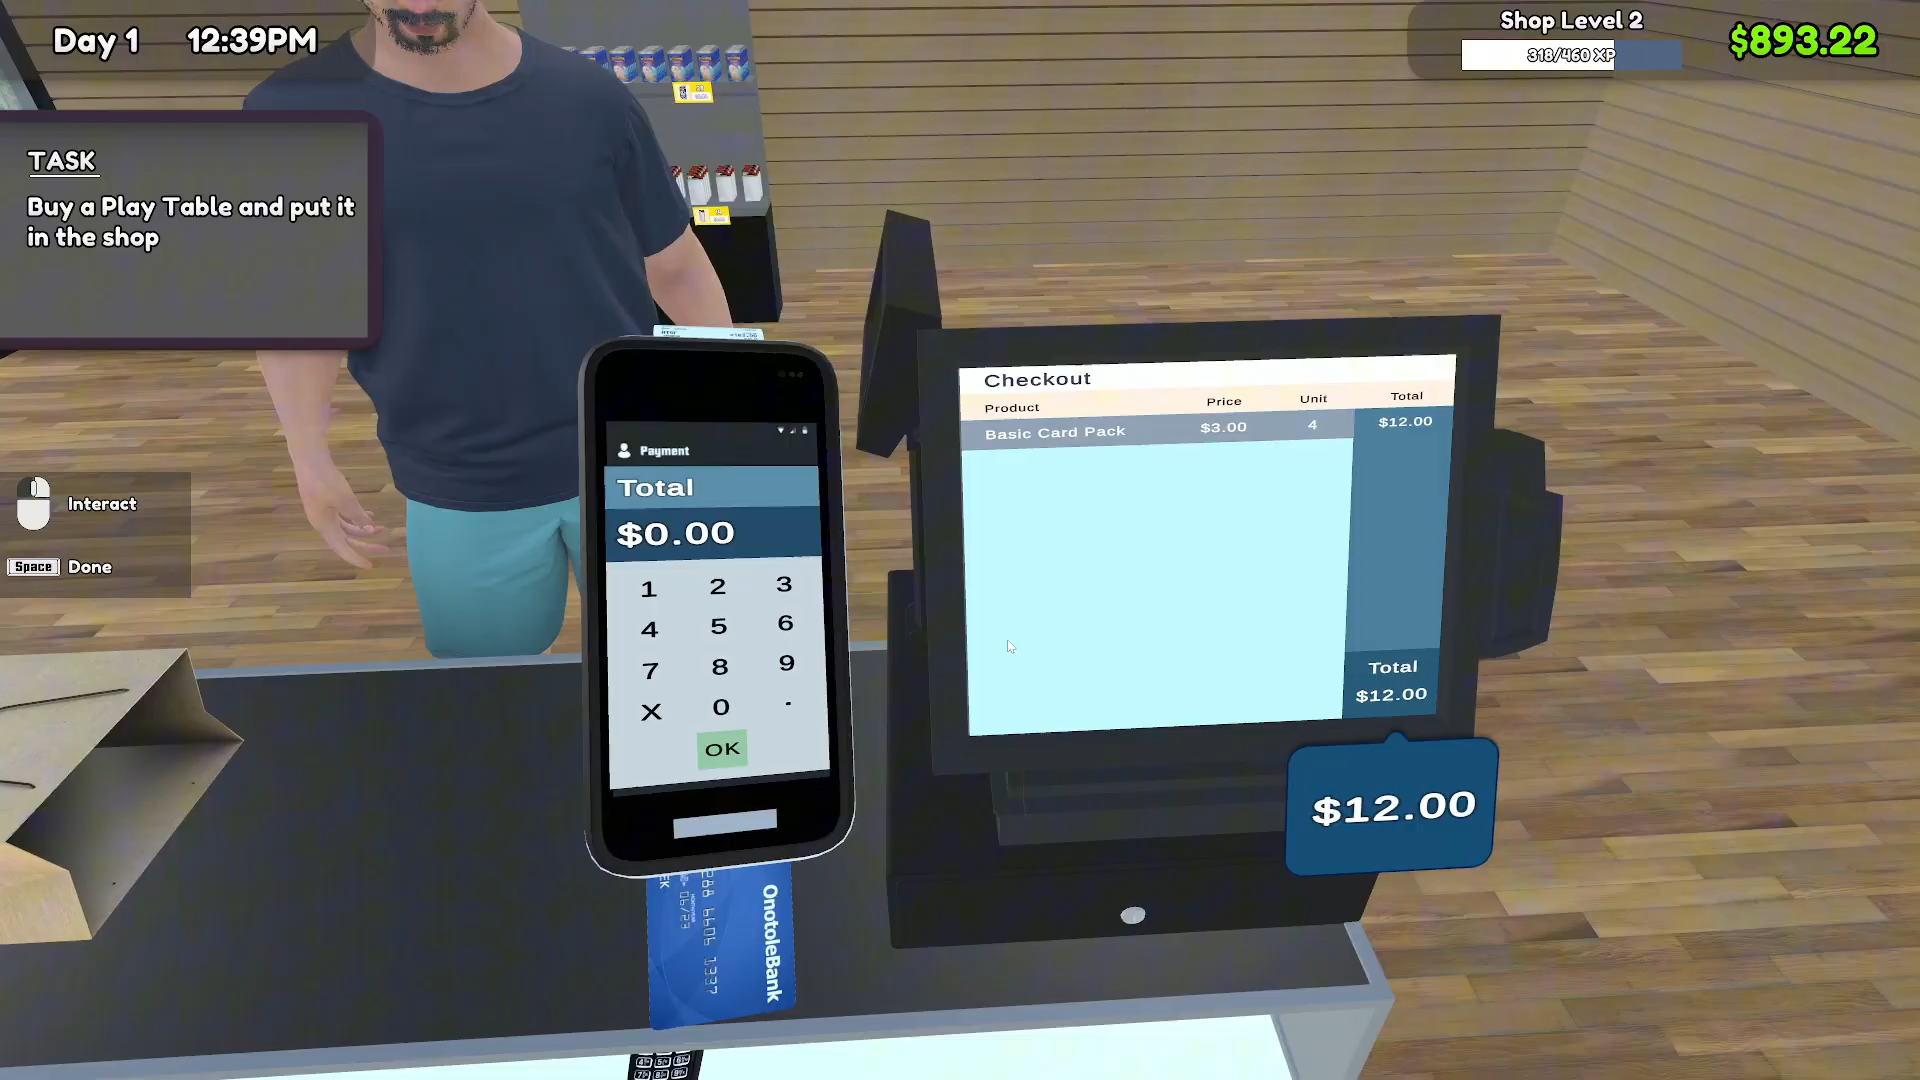 Day 1
12:39PM
Shop Level 2
318/460 XP
$893.22
TASK
Buy a Play Table and put it
in the shop
Interact
Space Done
Payment
Total
$0.00
1 2 3
4 5 6
7 8 9
X 0 .
OK
Checkout
Product Price Unit Total
Basic Card Pack $3.00 4 $12.00
Total
$12.00
$12.00
OnotoleBank